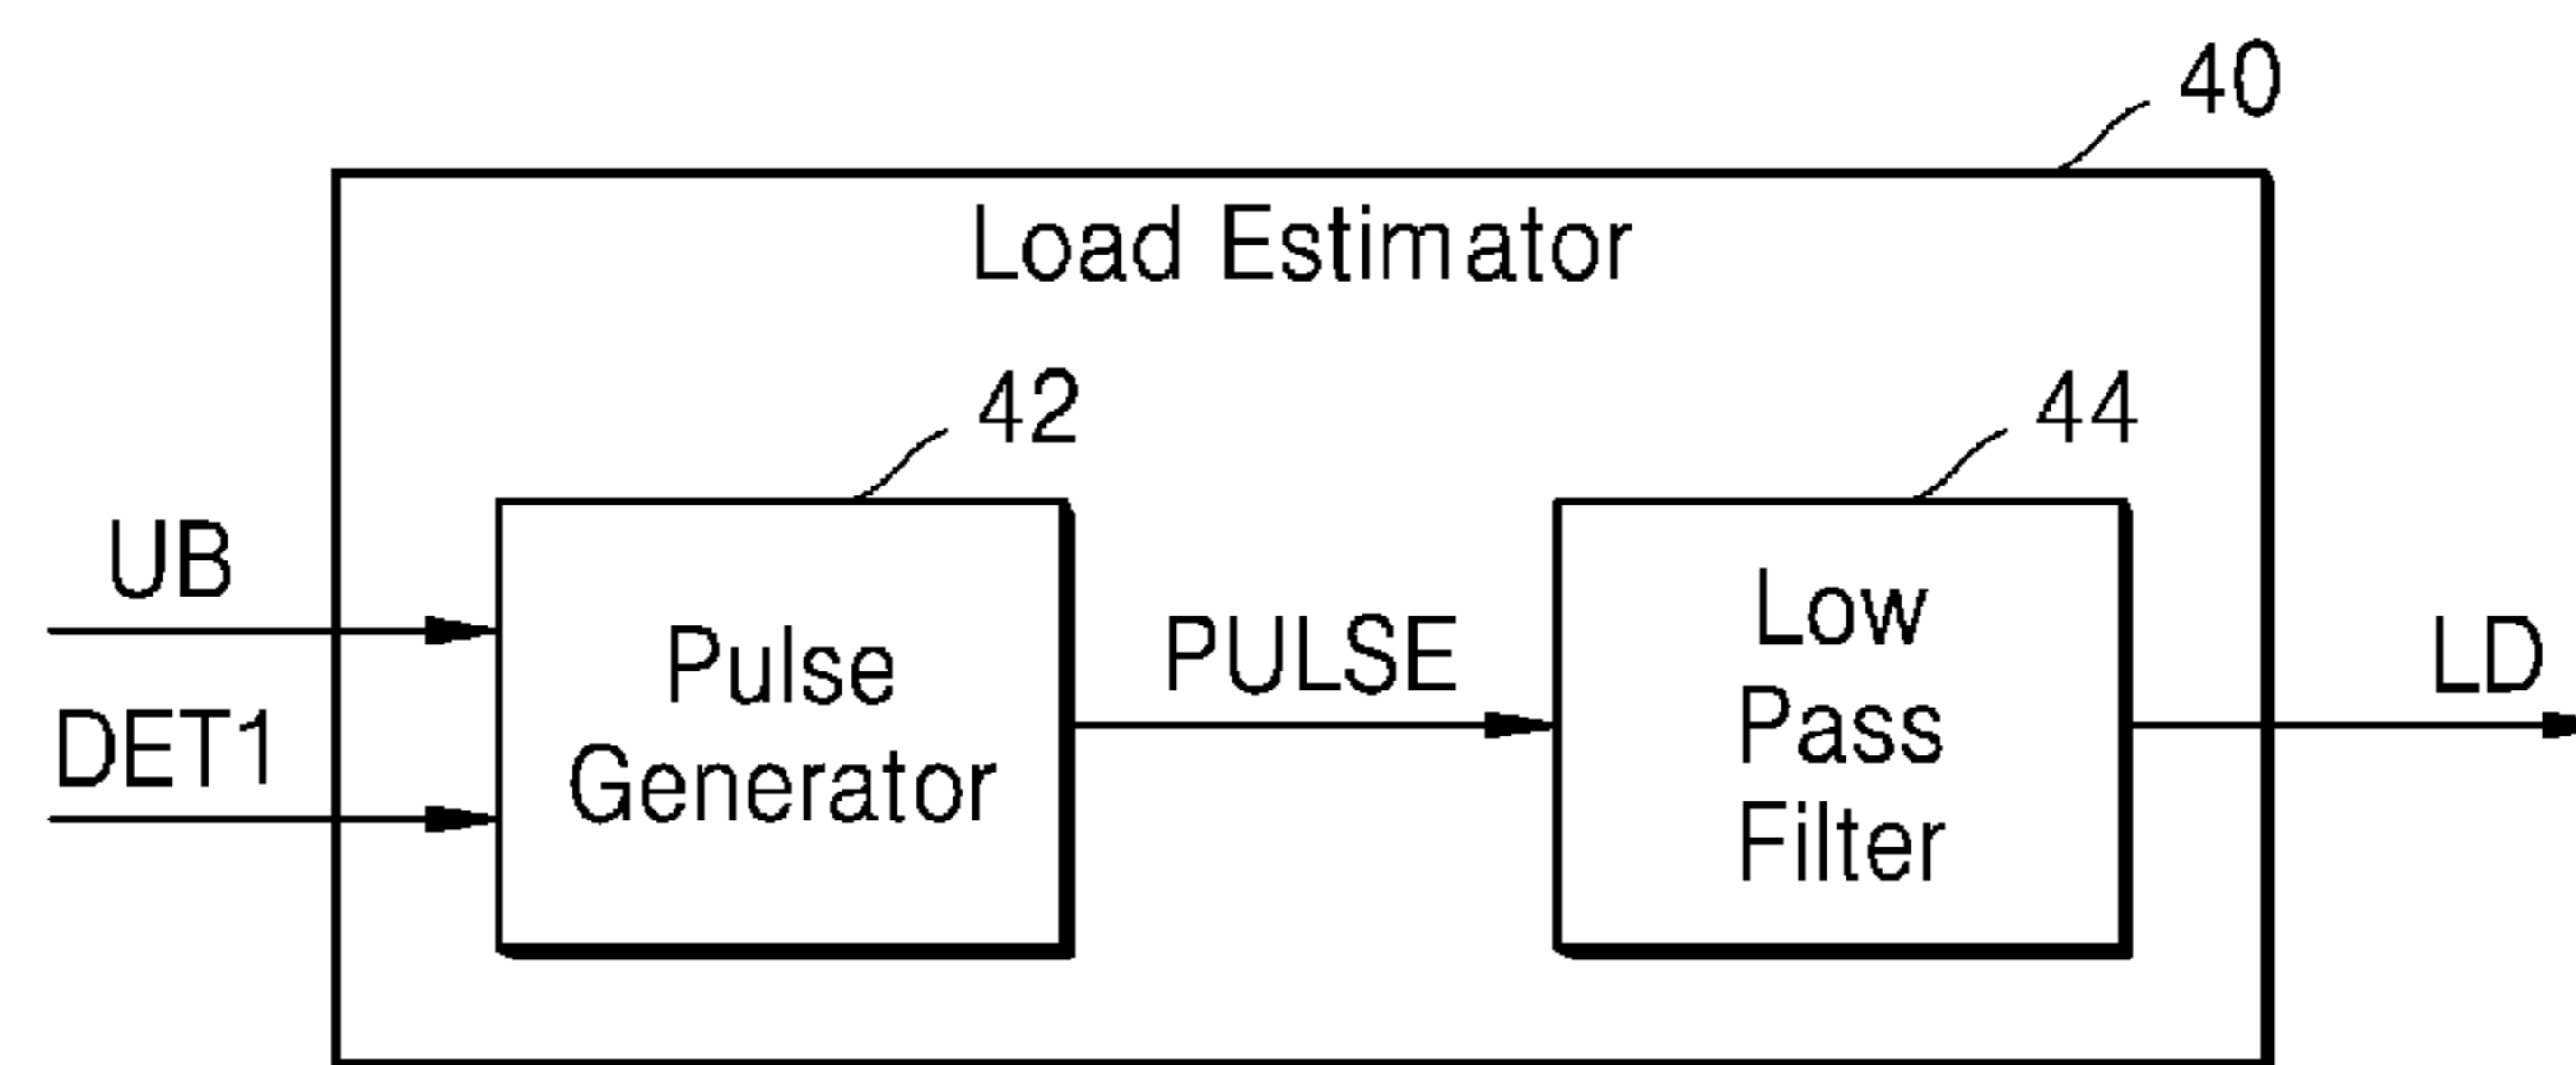 40
Load Estimator
42
44
UB
DET1
Pulse
Generator
PULSE
Low
Pass
Filter
LD